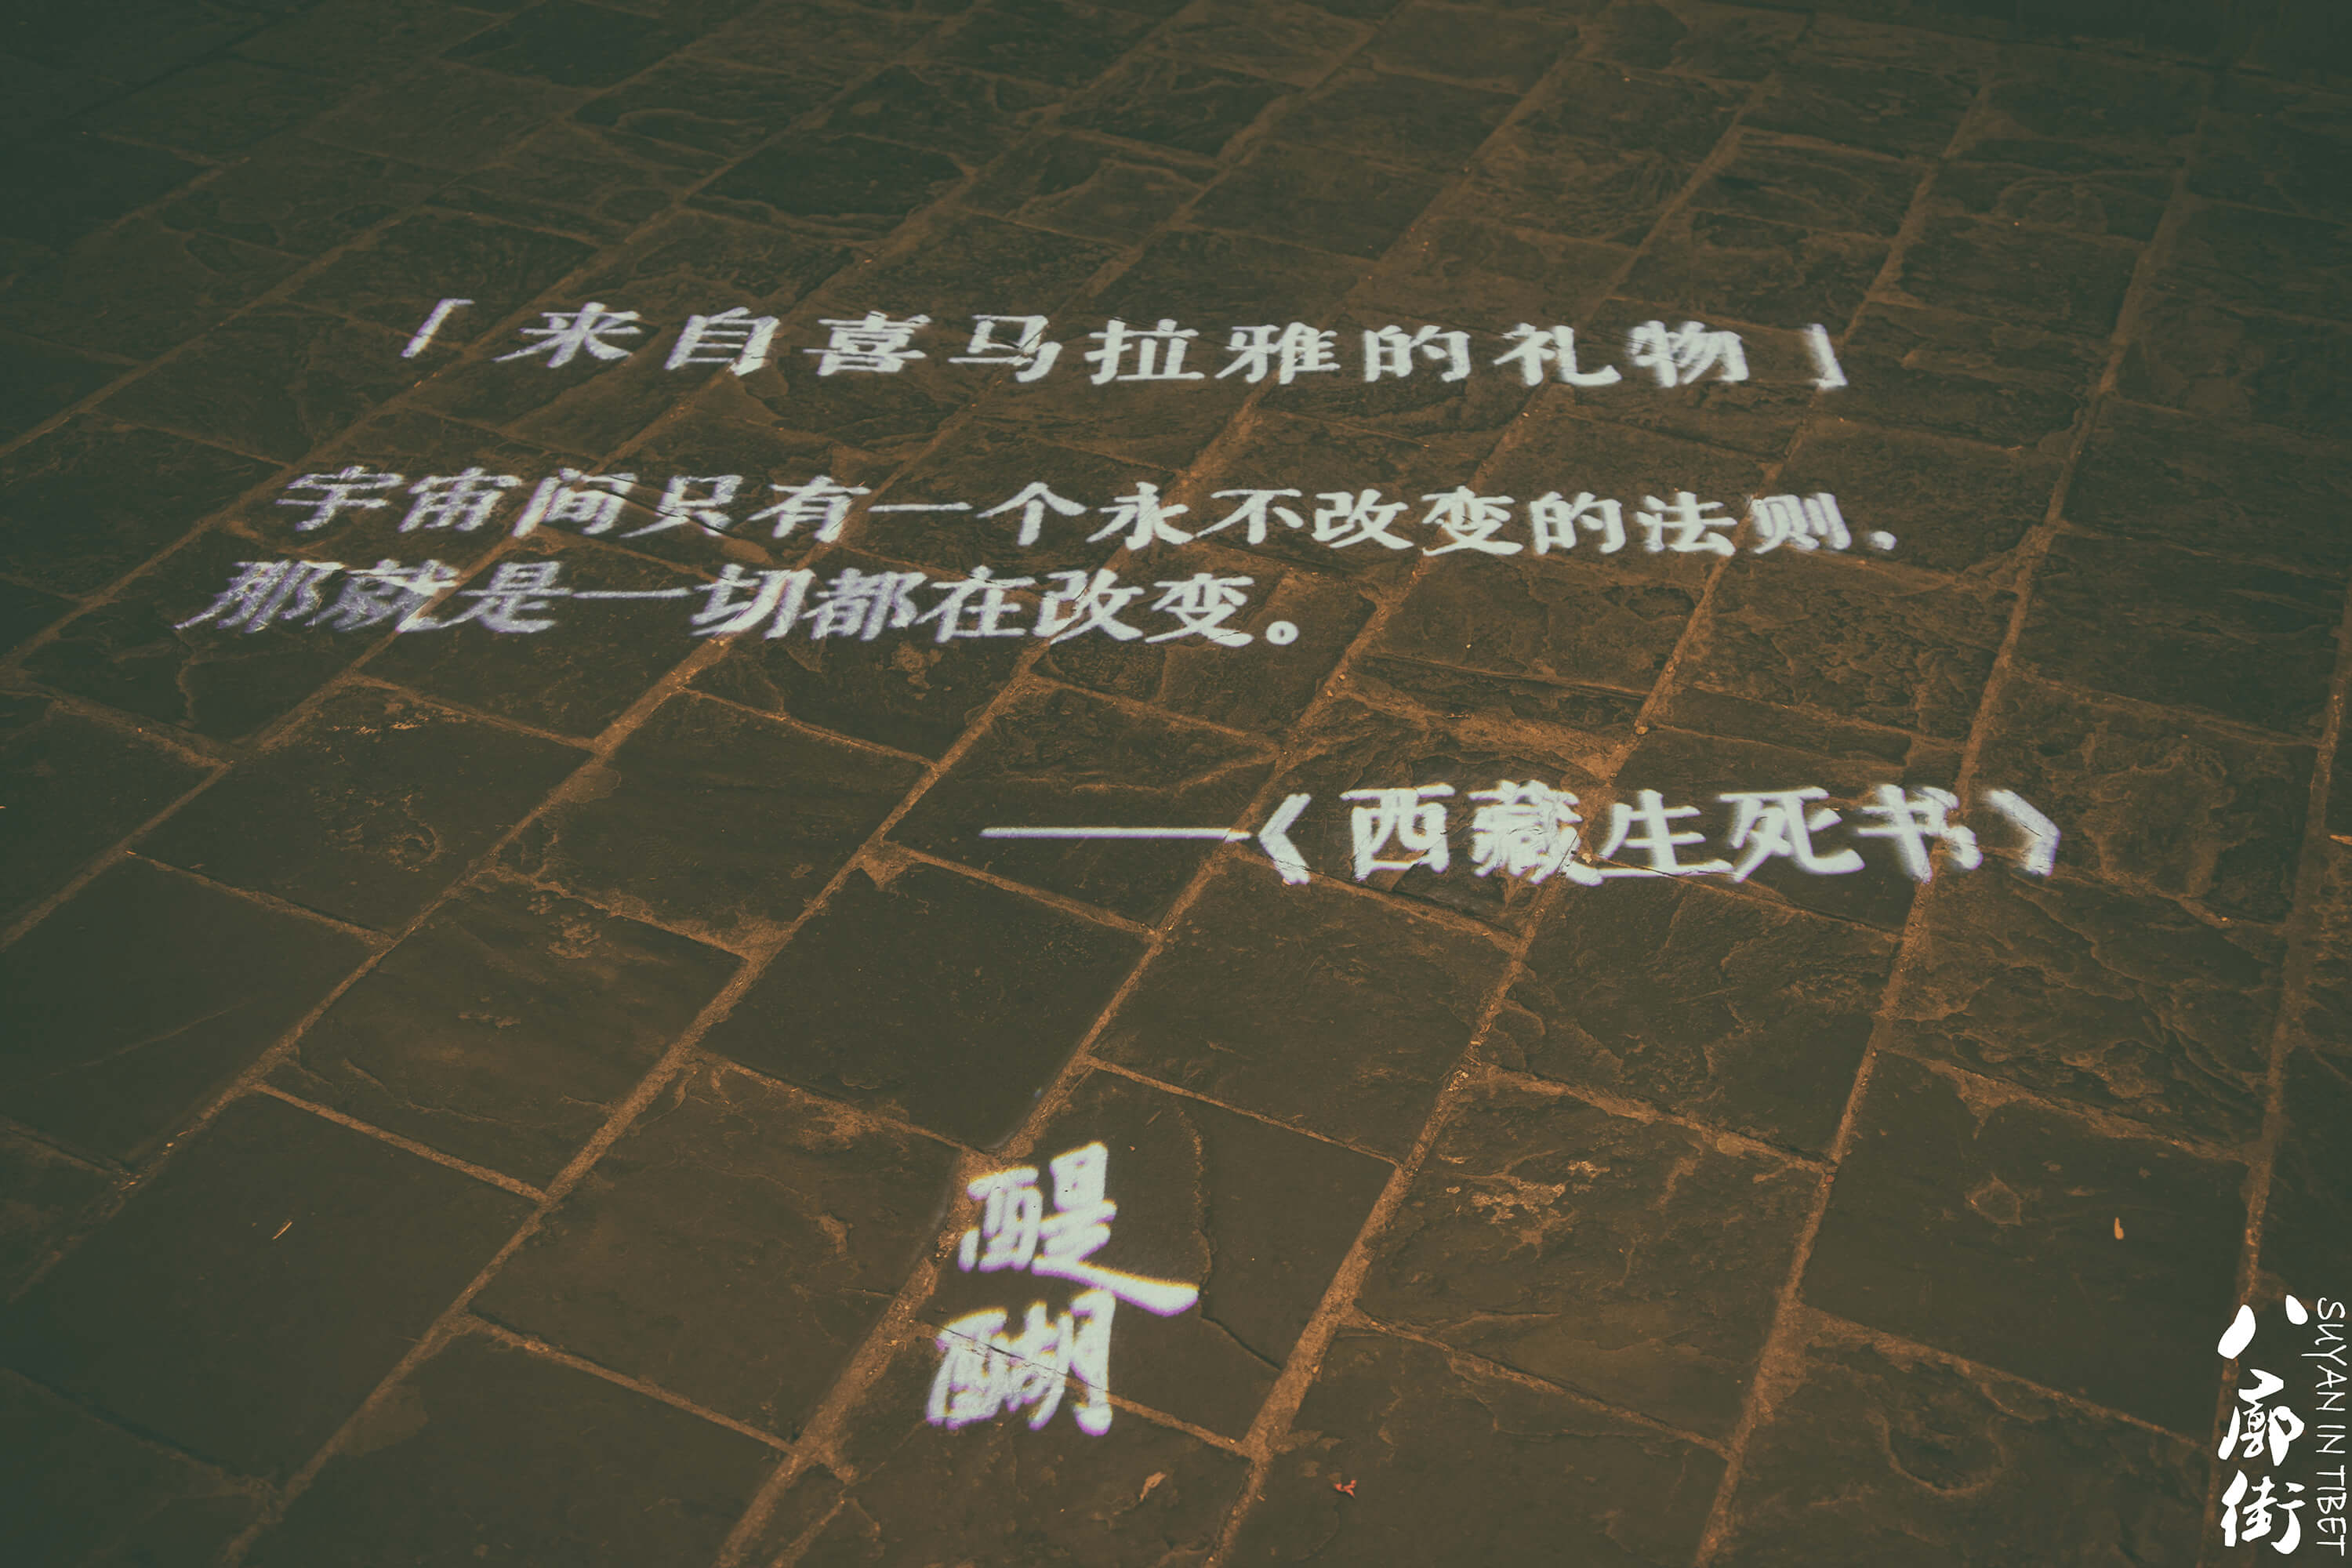 「来自喜马拉雅的礼物」
宇宙间只有一个永不改变的法则，
那就是一切都在改变。
——《西藏生死书》
醍醐
八廓街
SUYAN IN TIBET